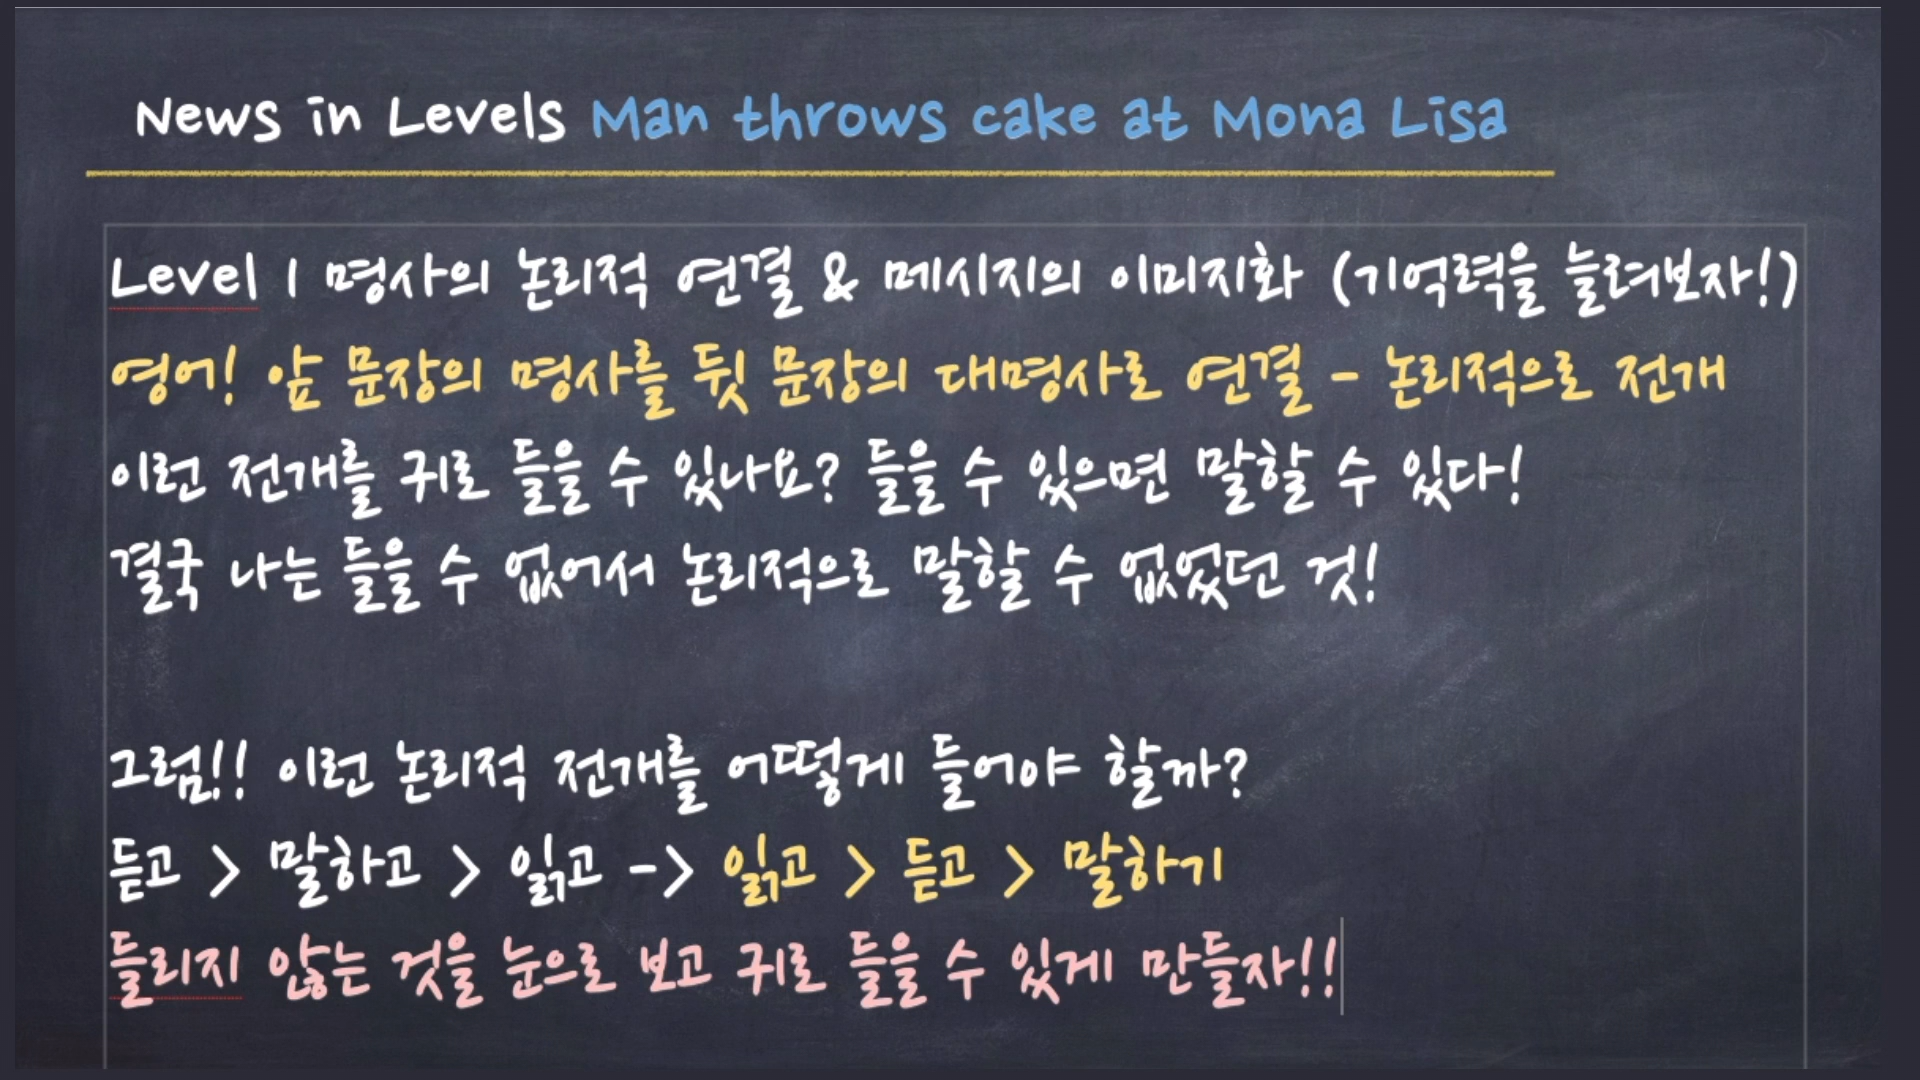 News in Levels Man throws cake at Mona Lisa
Level 1 명사의 논리적 연결 & 메시지의 이미지화 (기억력을 늘려보자!)
영어! 앞 문장의 명사를 뒷 문장의 대명사로 연결 - 논리적으로 전개
이런 전개를 귀로 들을 수 있나요? 들을 수 있으면 말할 수 있다!
결국 나는 들을 수 없어서 논리적으로 말할 수 없었던 것!
그럼!! 이런 논리적 전개를 어떻게 들어야 할까?
듣고 > 말하고 > 읽고 -> 읽고 > 듣고 > 말하기
들리지 않는 것을 눈으로 보고 귀로 들을 수 있게 만들자!!